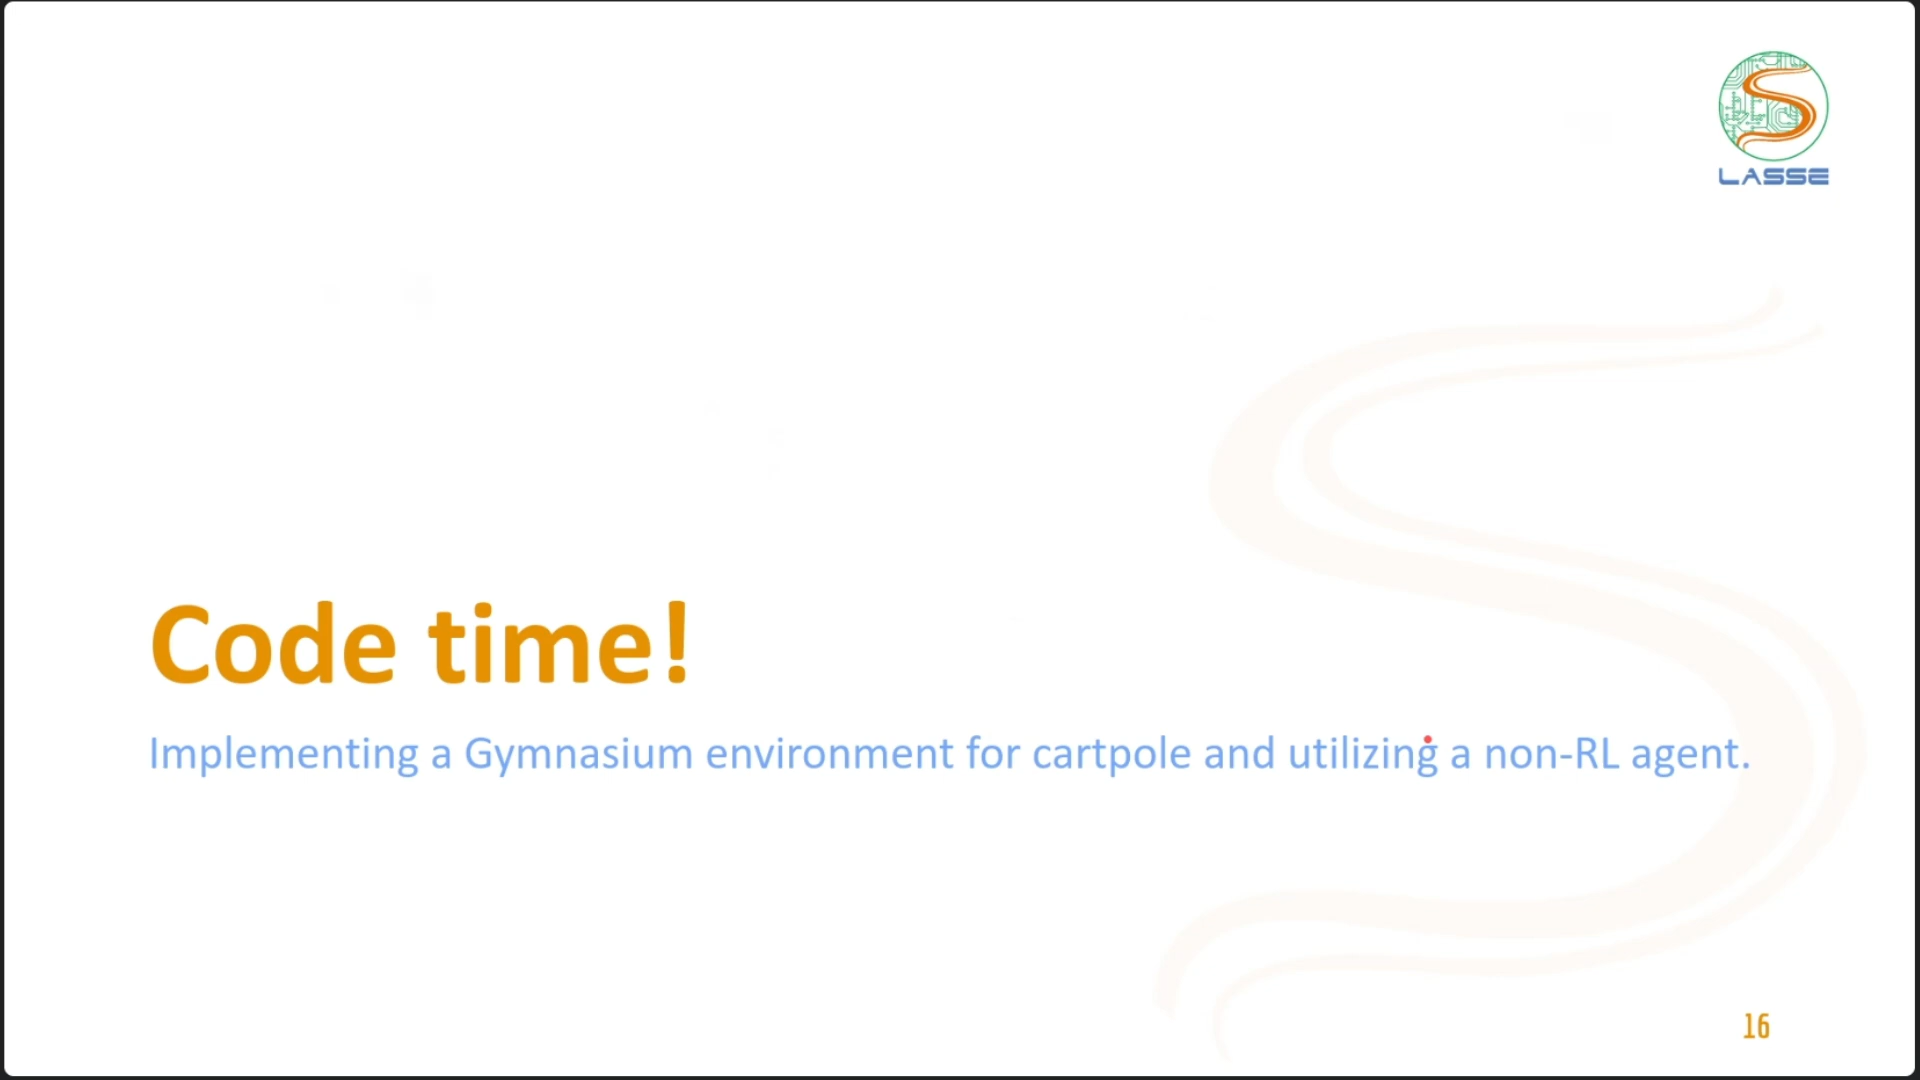 LASSE
Code time!
Implementing a Gymnasium environment for cartpole and utilizing a non-RL agent.
16